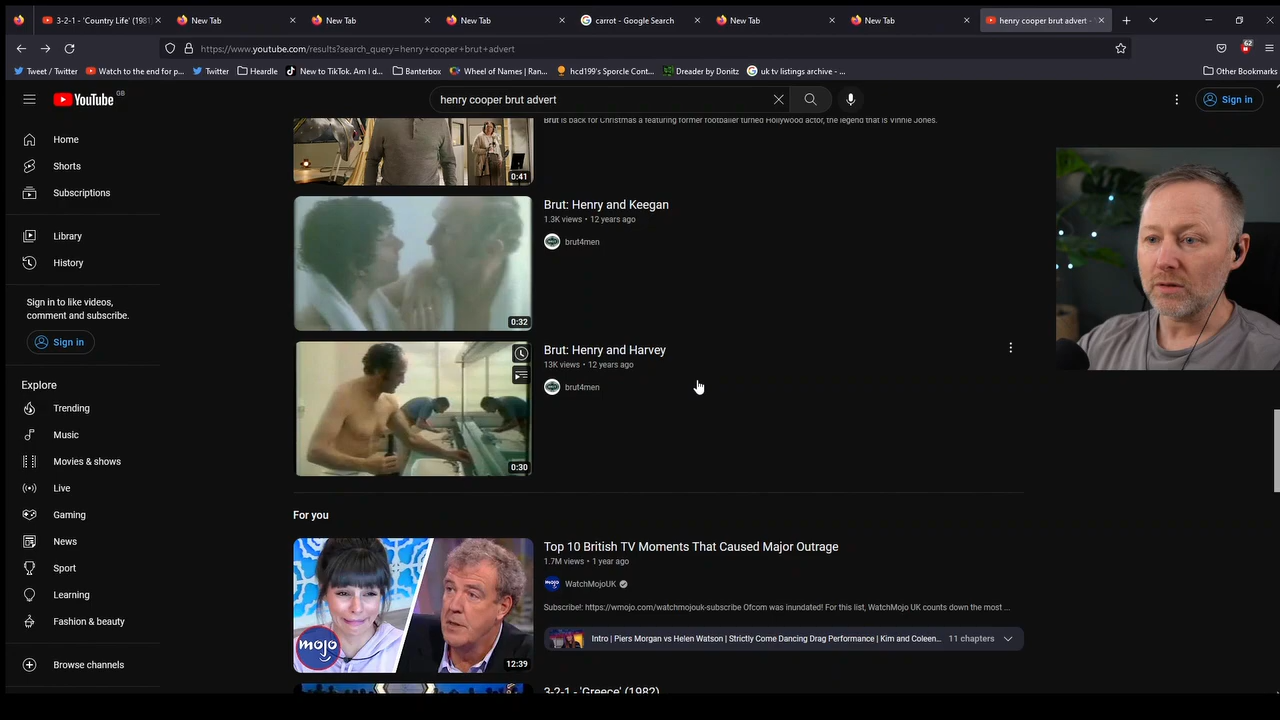 3-2-1 - 'Country Life' (1981)
New Tab
New Tab
New Tab
carrot - Google Search
New Tab
New Tab
henry cooper brut advert -
https://www.youtube.com/results?search_query=henry+cooper+brut+advert
62
Tweet / Twitter
Watch to the end for p...
Twitter
Heardle
New to TikTok. Am I d...
Banterbox
Wheel of Names | Ran...
hcd199's Sporcle Cont...
Dreader by Donitz
uk tv listings archive - ...
Other Bookmarks
YouTube GB
henry cooper brut advert
Sign in
Home
Shorts
Subscriptions
Library
History
Sign in to like videos,
comment and subscribe.
Sign in
Explore
Trending
Music
Movies & shows
Live
Gaming
News
Sport
Learning
Fashion & beauty
Browse channels
Brut is back for Christmas a featuring former footballer turned Hollywood actor, the legend that is Vinnie Jones.
0:41
Brut: Henry and Keegan
1.3K views • 12 years ago
brut4men
0:32
Brut: Henry and Harvey
13K views • 12 years ago
brut4men
0:30
For you
Top 10 British TV Moments That Caused Major Outrage
1.7M views • 1 year ago
WatchMojoUK
Subscribe! https://wmojo.com/watchmojouk-subscribe Ofcom was inundated! For this list, WatchMojo UK counts down the most ...
Intro | Piers Morgan vs Helen Watson | Strictly Come Dancing Drag Performance | Kim and Coleen...
11 chapters
mojo
12:39
3-2-1 - 'Greece' (1982)